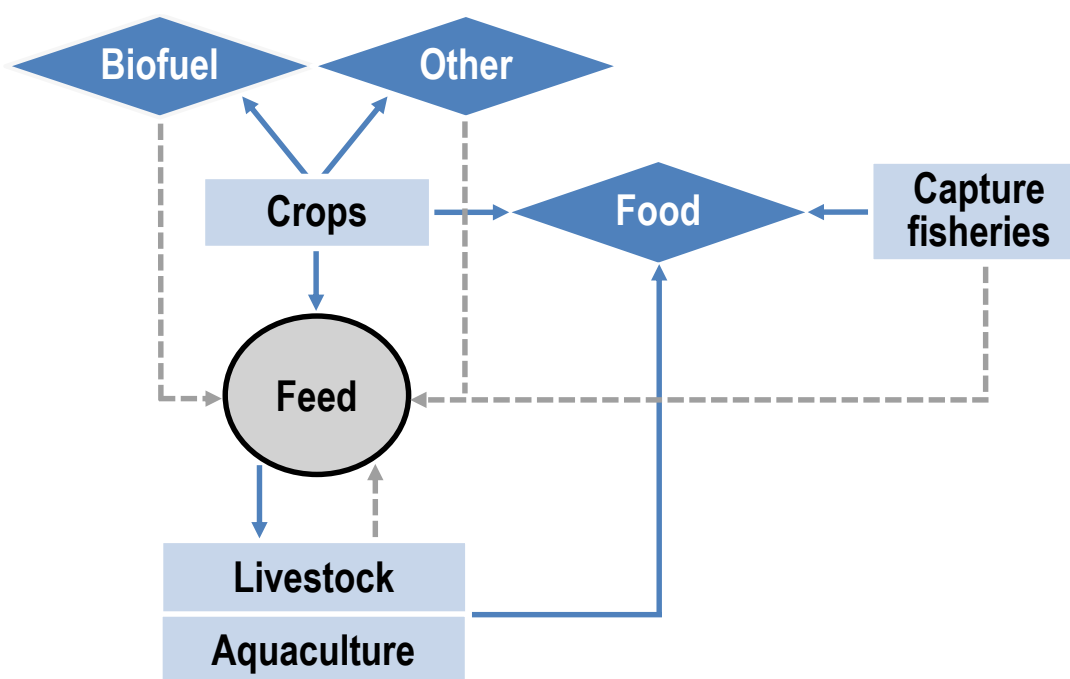 Biofuel
Other
Crops
Food
Capture
fisheries
Feed
Livestock
Aquaculture